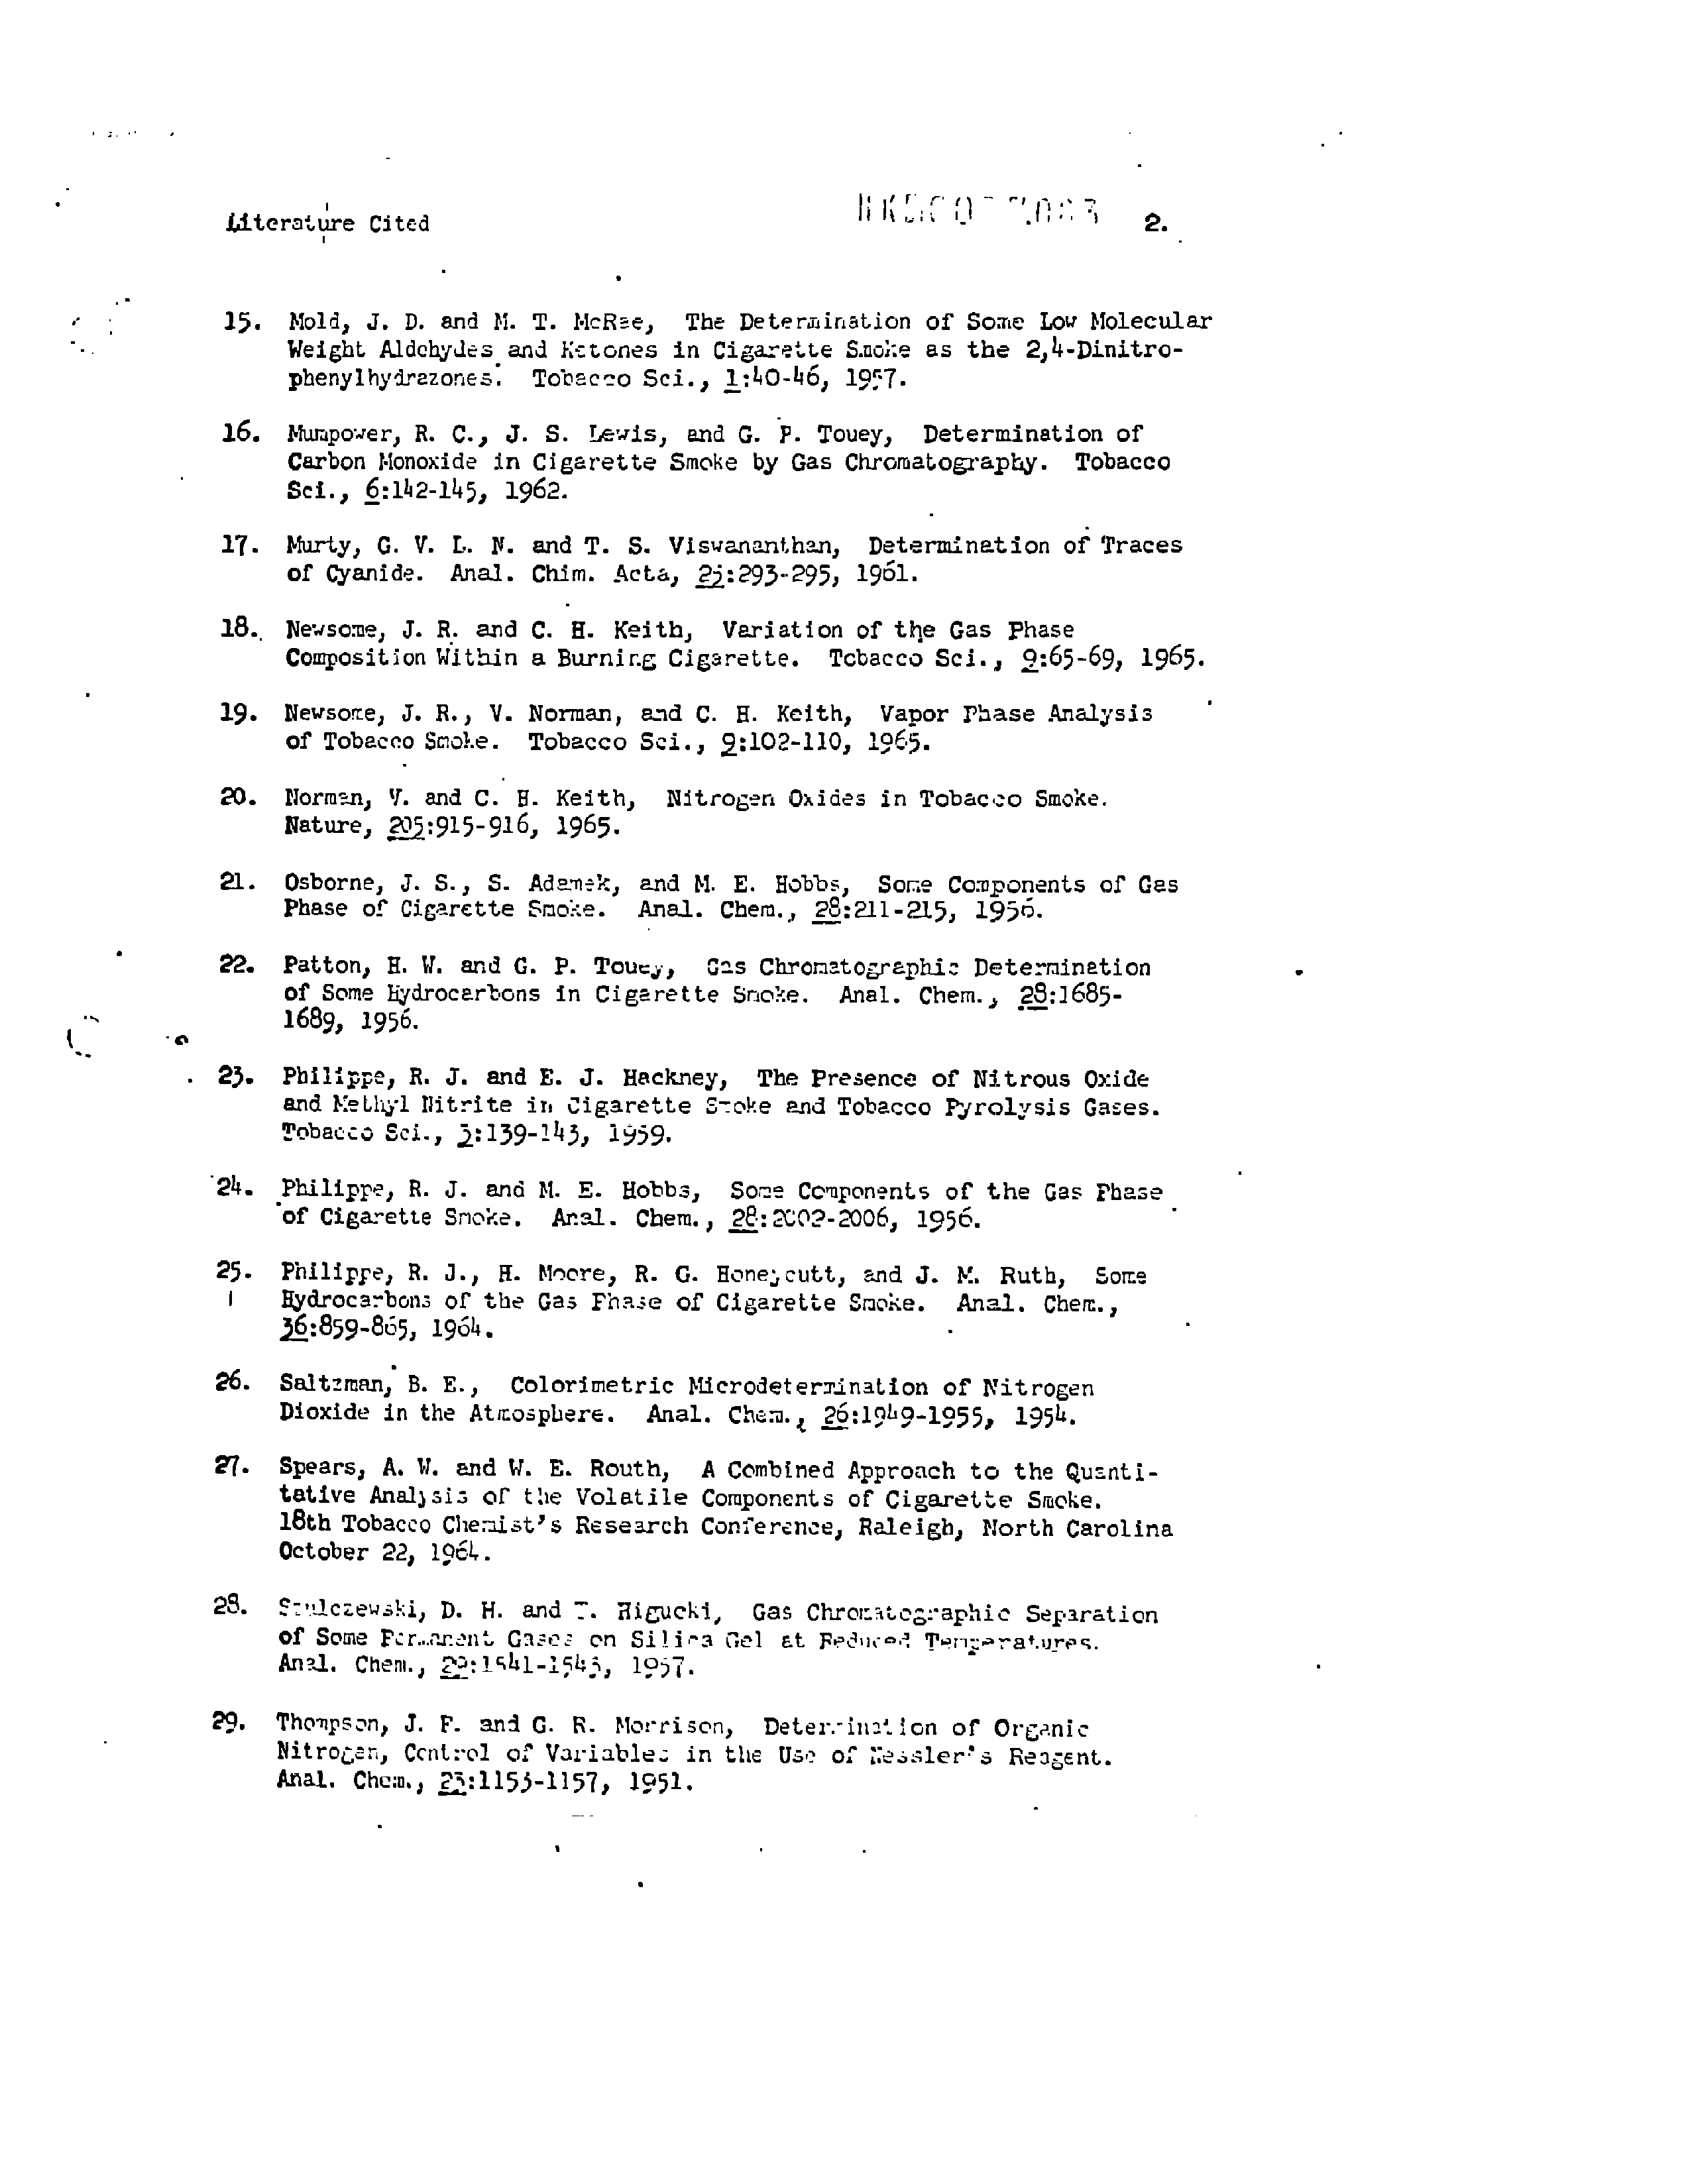 Literature Cited
2.
15. Mold, J. D. and M. T. McRae, The Determination of Some Low Molecular
Weight Aldehydes and Ketones in Cigarette Smoke as the 2,4-Dinitro-
phenylhydrazones. Tobacco Sci., 1:40-46, 1957.
16. Mumpower, R. C., J. S. Lewis, and G. P. Touey, Determination of
Carbon Monoxide in Cigarette Smoke by Gas Chromatography. Tobacco
Sci., 6:142-145, 1962.
17. Murty, G. V. L. N. and T. S. Viswananthan, Determination of Traces
of Cyanide. Anal. Chim. Acta, 25:293-295, 1961.
18. Newsome, J. R. and C. H. Keith, Variation of the Gas Phase
Composition Within a Burning Cigarette. Tobacco Sci., 9:65-69, 1965.
19. Newsome, J. R., V. Norman, and C. H. Keith, Vapor Phase Analysis
of Tobacco Smoke. Tobacco Sci., 9:102-110, 1965.
20. Norman, V. and C. H. Keith, Nitrogen Oxides in Tobacco Smoke.
Nature, 205:915-916, 1965.
21. Osborne, J. S., S. Adamek, and M. E. Hobbs, Some Components of Gas
Phase of Cigarette Smoke. Anal. Chem., 28:211-215, 1956.
22. Patton, H. W. and G. P. Touey, Gas Chromatographic Determination
of Some Hydrocarbons in Cigarette Smoke. Anal. Chem., 28:1685-
1689, 1956.
23. Philippe, R. J. and E. J. Hackney, The Presence of Nitrous Oxide
and Methyl Nitrite in Cigarette Smoke and Tobacco Pyrolysis Gases.
Tobacco Sci., 3:139-143, 1959.
24. Philippe, R. J. and M. E. Hobbs, Some Components of the Gas Phase
of Cigarette Smoke. Anal. Chem., 28:2002-2006, 1956.
25. Philippe, R. J., H. Moore, R. G. Honeycutt, and J. M. Ruth, Some
Hydrocarbons of the Gas Phase of Cigarette Smoke. Anal. Chem.,
36:859-865, 1964.
26. Saltzman, B. E., Colorimetric Microdetermination of Nitrogen
Dioxide in the Atmosphere. Anal. Chem., 26:1949-1955, 1954.
27. Spears, A. W. and W. E. Routh, A Combined Approach to the Quanti-
tative Analysis of the Volatile Components of Cigarette Smoke.
18th Tobacco Chemist's Research Conference, Raleigh, North Carolina
October 22, 1964.
28. Szulczewski, D. H. and T. Higucki, Gas Chromatographic Separation
of Some Permanent Gases on Silica Gel at Reduced Temperatures.
Anal. Chem., 29:1541-1543, 1957.
29. Thompson, J. F. and G. R. Morrison, Determination of Organic
Nitrogen, Control of Variables in the Use of Nessler's Reagent.
Anal. Chem., 23:1153-1157, 1951.